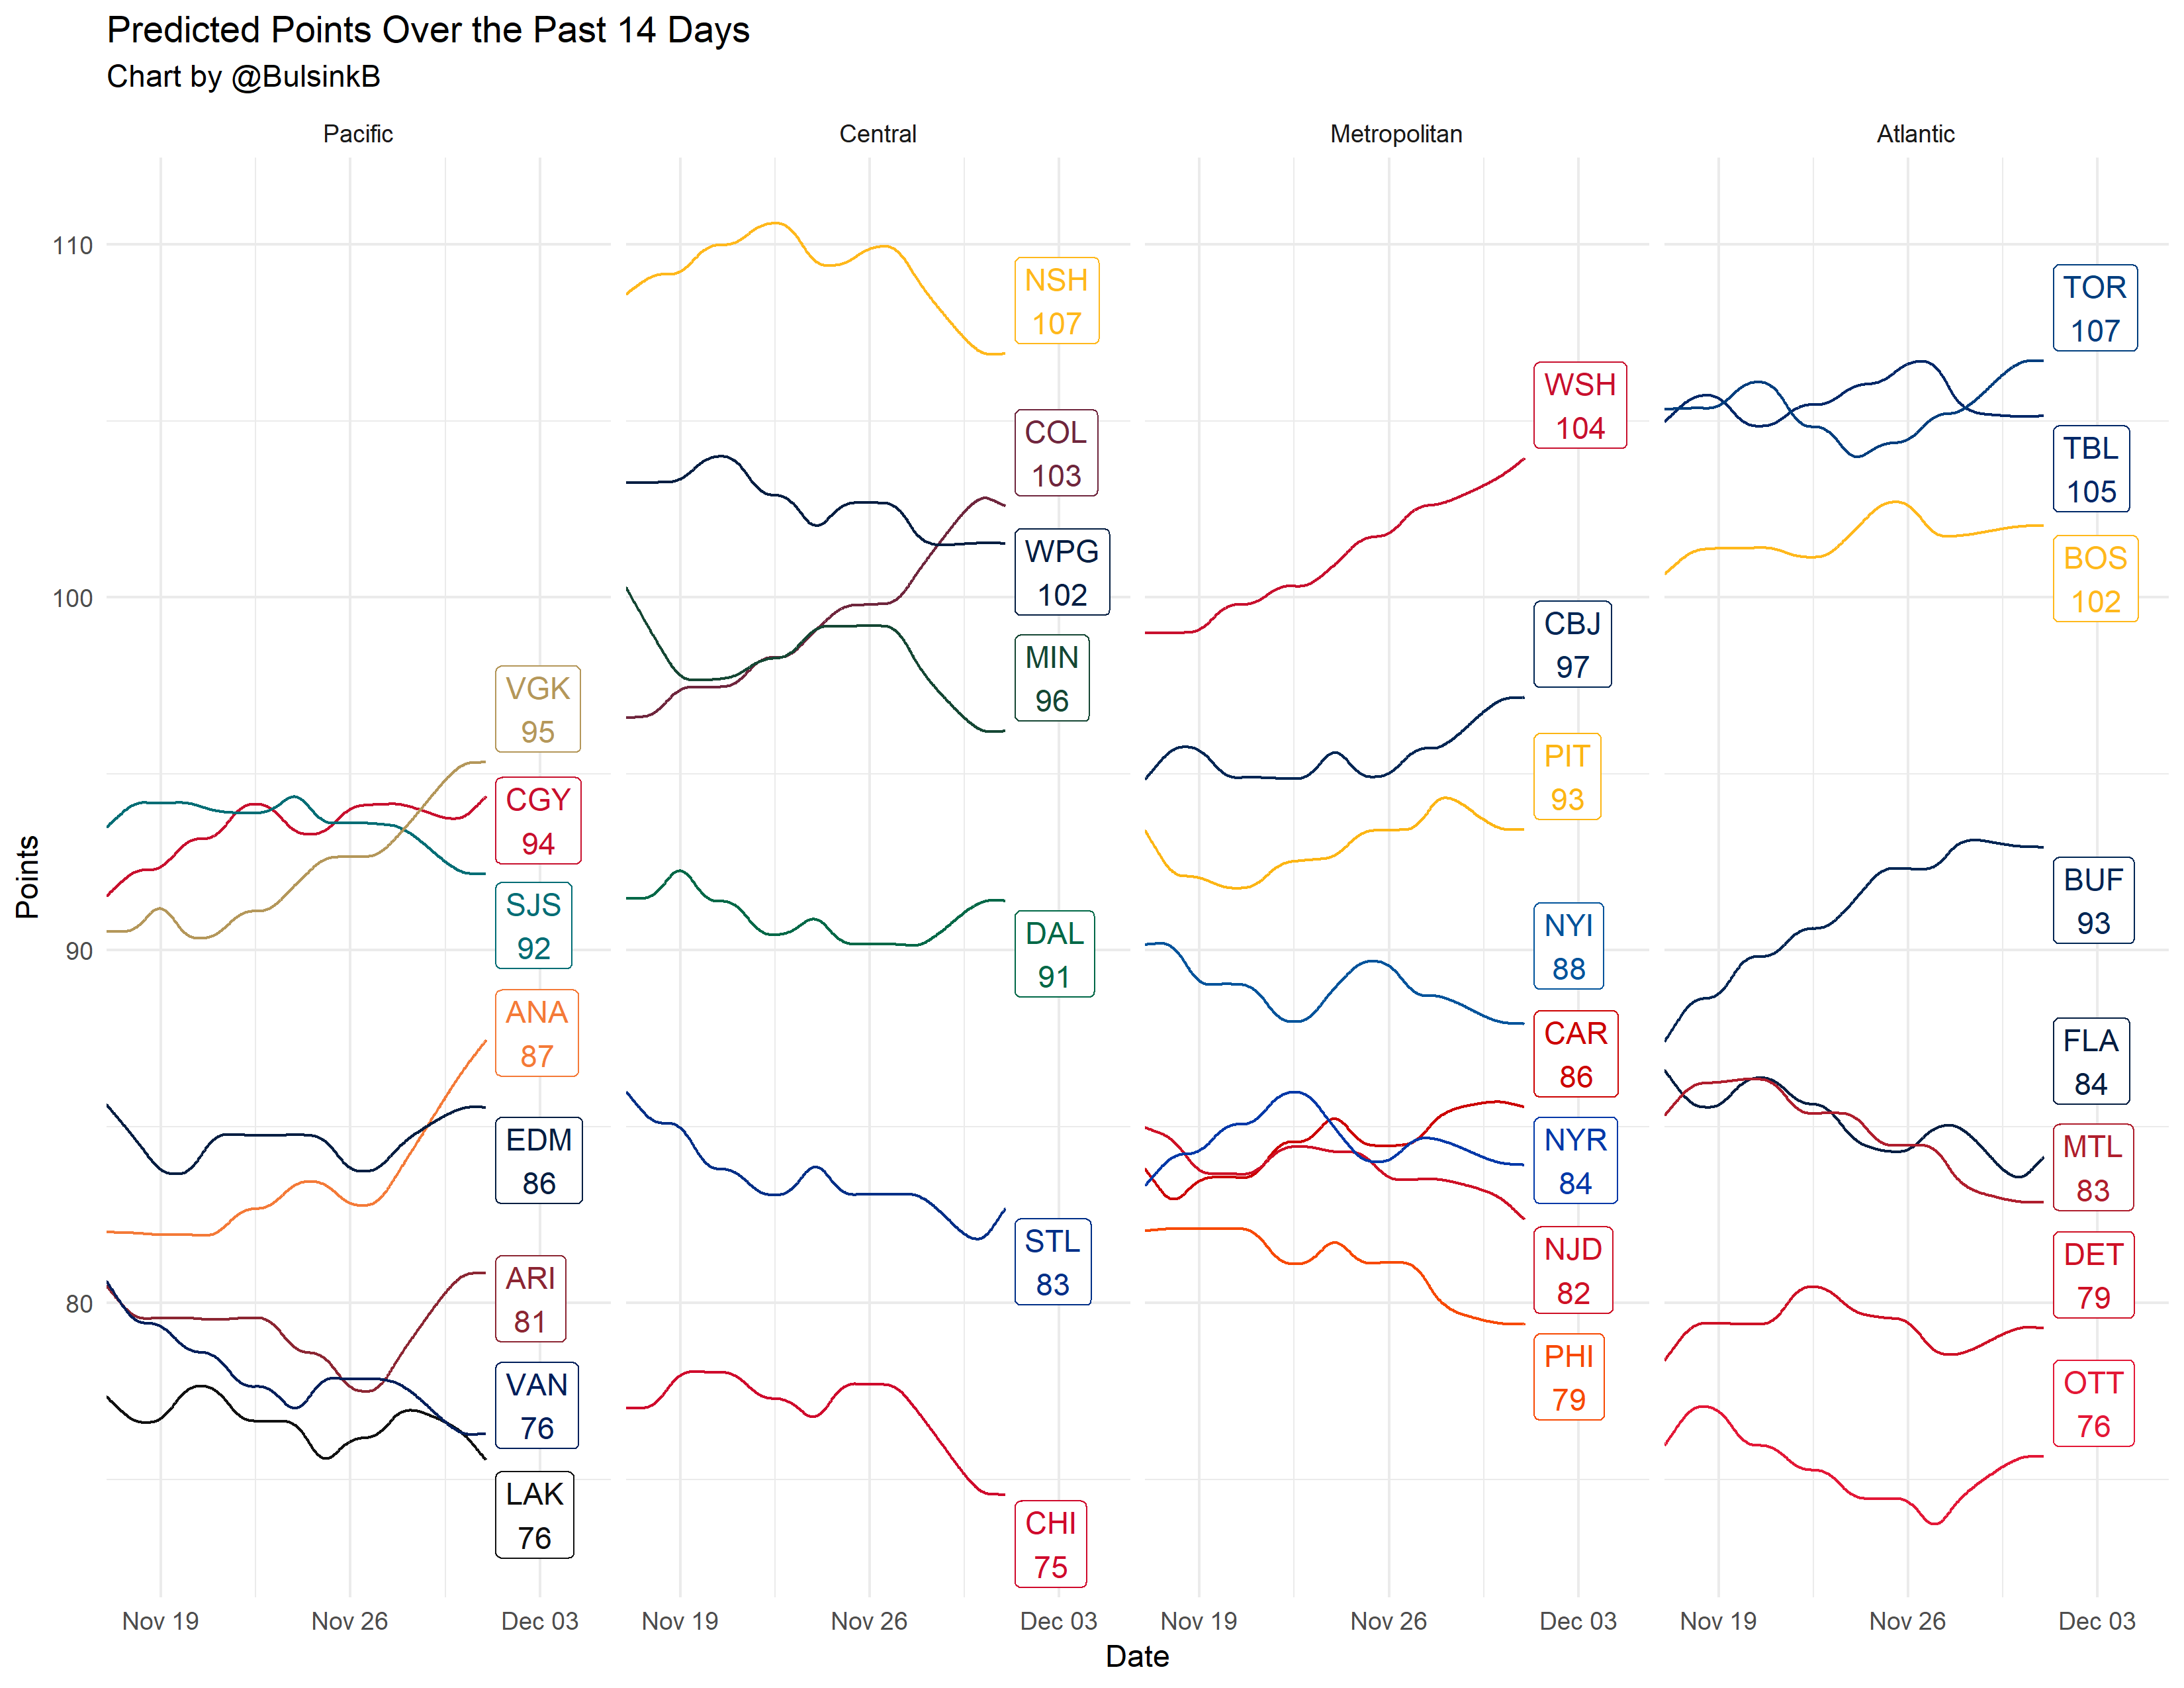 Predicted Points Over the Past 14 Days
Chart by @BulsinkB
Pacific
Central
Metropolitan
Atlantic
Points
110
100
90
80
VGK
95
CGY
94
SJS
92
ANA
87
EDM
86
ARI
81
VAN
76
LAK
76
NSH
107
COL
103
WPG
102
MIN
96
DAL
91
STL
83
CHI
75
WSH
104
CBJ
97
PIT
93
NYI
88
CAR
86
NYR
84
NJD
82
PHI
79
TOR
107
TBL
105
BOS
102
BUF
93
FLA
84
MTL
83
DET
79
OTT
76
Nov 19 Nov 26 Dec 03
Nov 19 Nov 26 Dec 03
Nov 19 Nov 26 Dec 03
Nov 19 Nov 26 Dec 03
Date